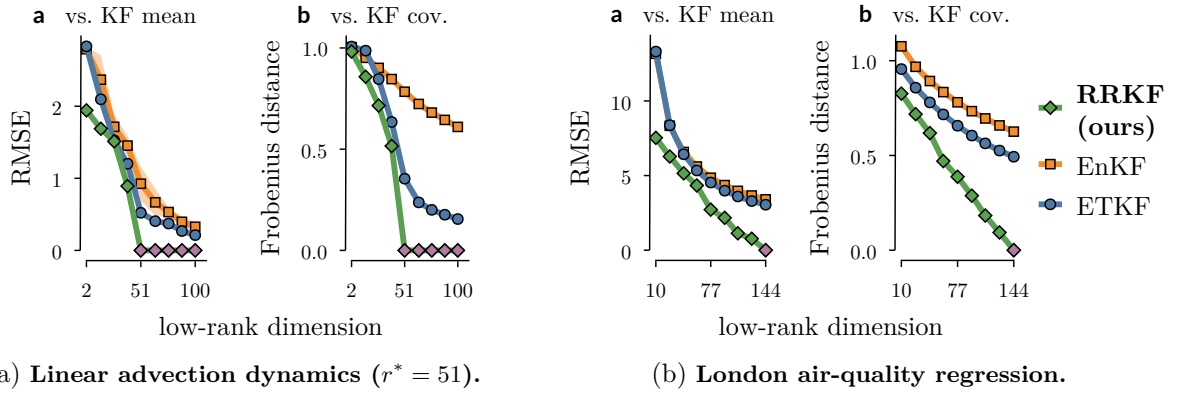 a vs. KF mean
RMSE
2
1
0
2 51 100
b vs. KF cov.
Frobenius distance
1.0
0.5
0.0
2 51 100
low-rank dimension
a) Linear advection dynamics (r* = 51).
a vs. KF mean
RMSE
10
5
0
10 77 144
b vs. KF cov.
Frobenius distance
1.0
0.5
0.0
10 77 144
low-rank dimension
RRKF
(ours)
EnKF
ETKF
(b) London air-quality regression.